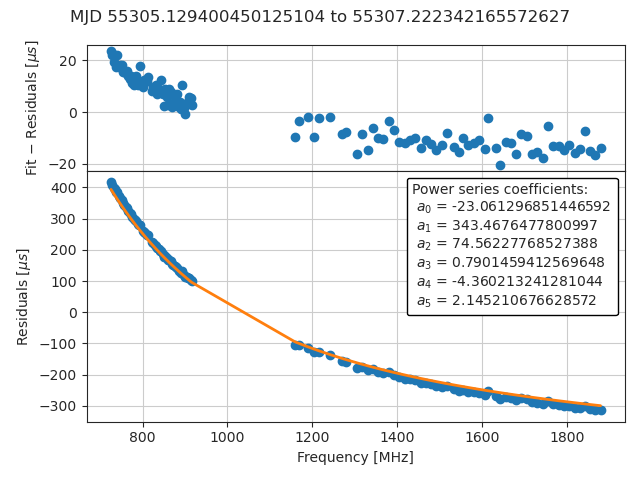 MJD 55305.129400450125104 to 55307.222342165572627
Fit − Residuals [μs]
20
0
−20
Residuals [μs]
400
300
200
100
0
−100
−200
−300
Power series coefficients:
a0 = -23.061296851446592
a1 = 343.4676477800997
a2 = 74.56227768527388
a3 = 0.7901459412569648
a4 = -4.360213241281044
a5 = 2.145210676628572
800 1000 1200 1400 1600 1800
Frequency [MHz]